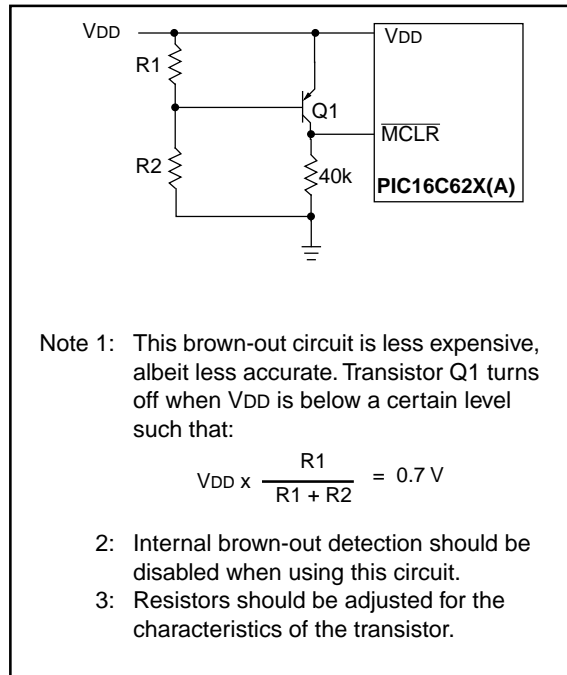 VDD
VDD
R1
Q1
MCLR
R2
40k
PIC16C62X(A)
Note 1: This brown-out circuit is less expensive,
albeit less accurate. Transistor Q1 turns
off when VDD is below a certain level
such that:
VDD x R1 / R1 + R2 = 0.7 V
2: Internal brown-out detection should be
disabled when using this circuit.
3: Resistors should be adjusted for the
characteristics of the transistor.